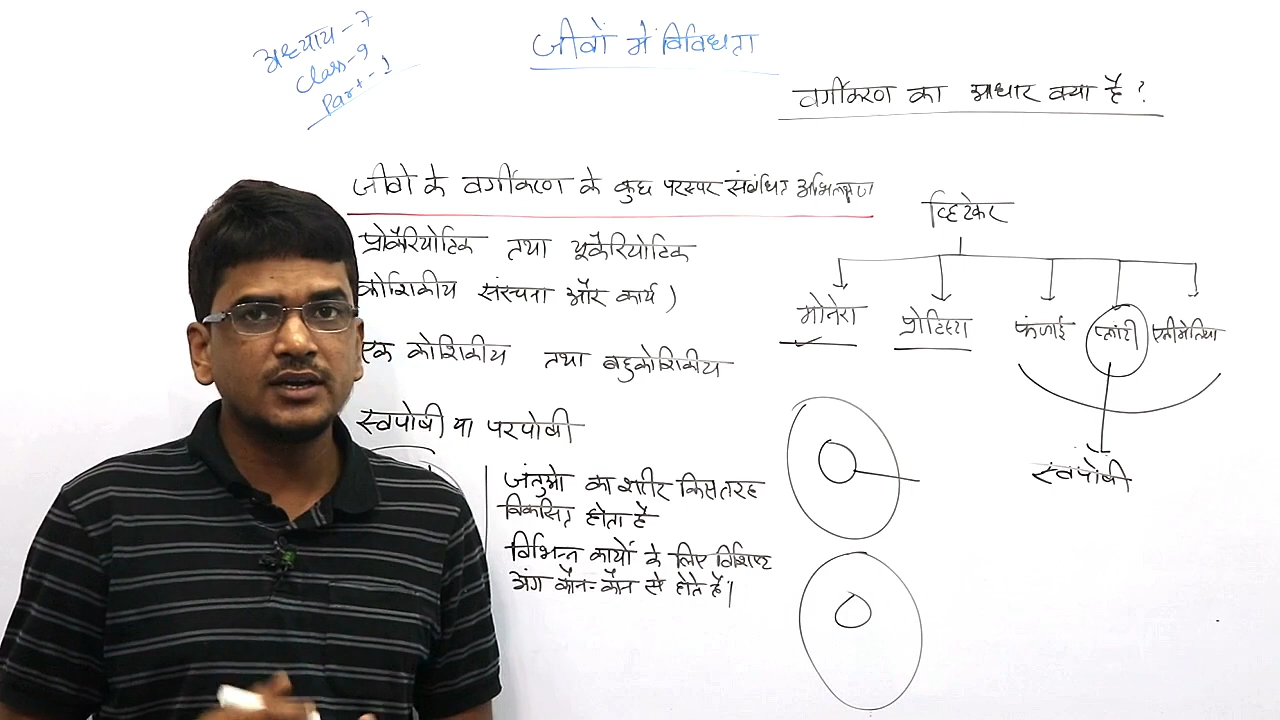 अध्याय-7
Class-9
Part-1
जीवों में विविधता
वर्गीकरण का आधार क्या है?
जीवो के वर्गीकरण के कुछ परस्पर संबंधित अभिलक्षण
प्रोकैरियोटिक तथा यूकैरियोटिक
कोशिकीय संरचना और कार्य)
एक कोशिकीय तथा बहुकोशिकीय
स्वपोषी या परपोषी
जंतुओ का शरीर किस तरह
विकसित होता है
विभिन्न कार्यों के लिए विशिष्ट
अंग कौन-कौन से होते हैं।
व्हिटेकर
मोनेरा प्रोटिस्टा फंजाई प्लांटी एनीमेलिया
स्वपोषी